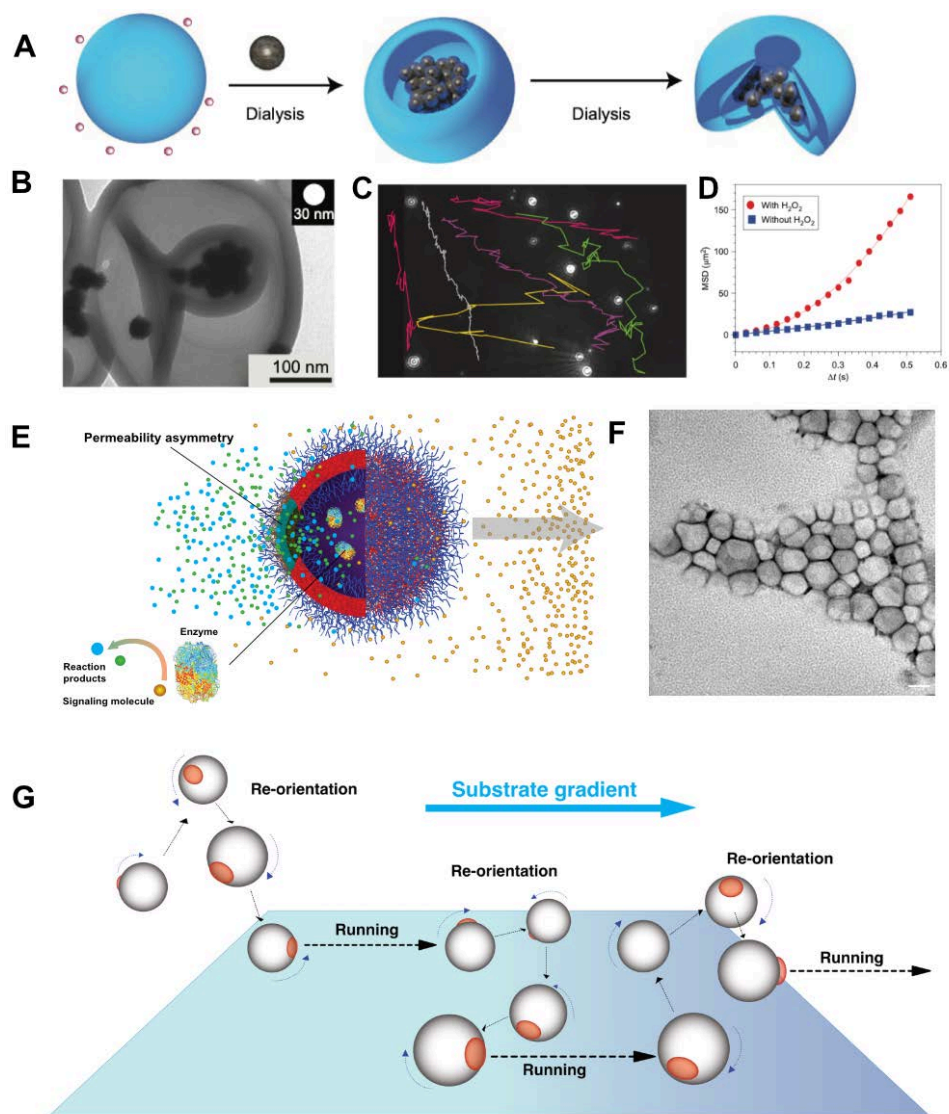 A
Dialysis
Dialysis
B
30 nm
100 nm
C
D
With H₂O₂
Without H₂O₂
MSD (μm²)
150
100
50
0
0
0.1
0.2
0.3
0.4
0.5
0.6
Δt (s)
E
Permeability asymmetry
Enzyme
Reaction
products
Signaling molecule
F
G
Re-orientation
Substrate gradient
Re-orientation
Re-orientation
Running
Running
Running